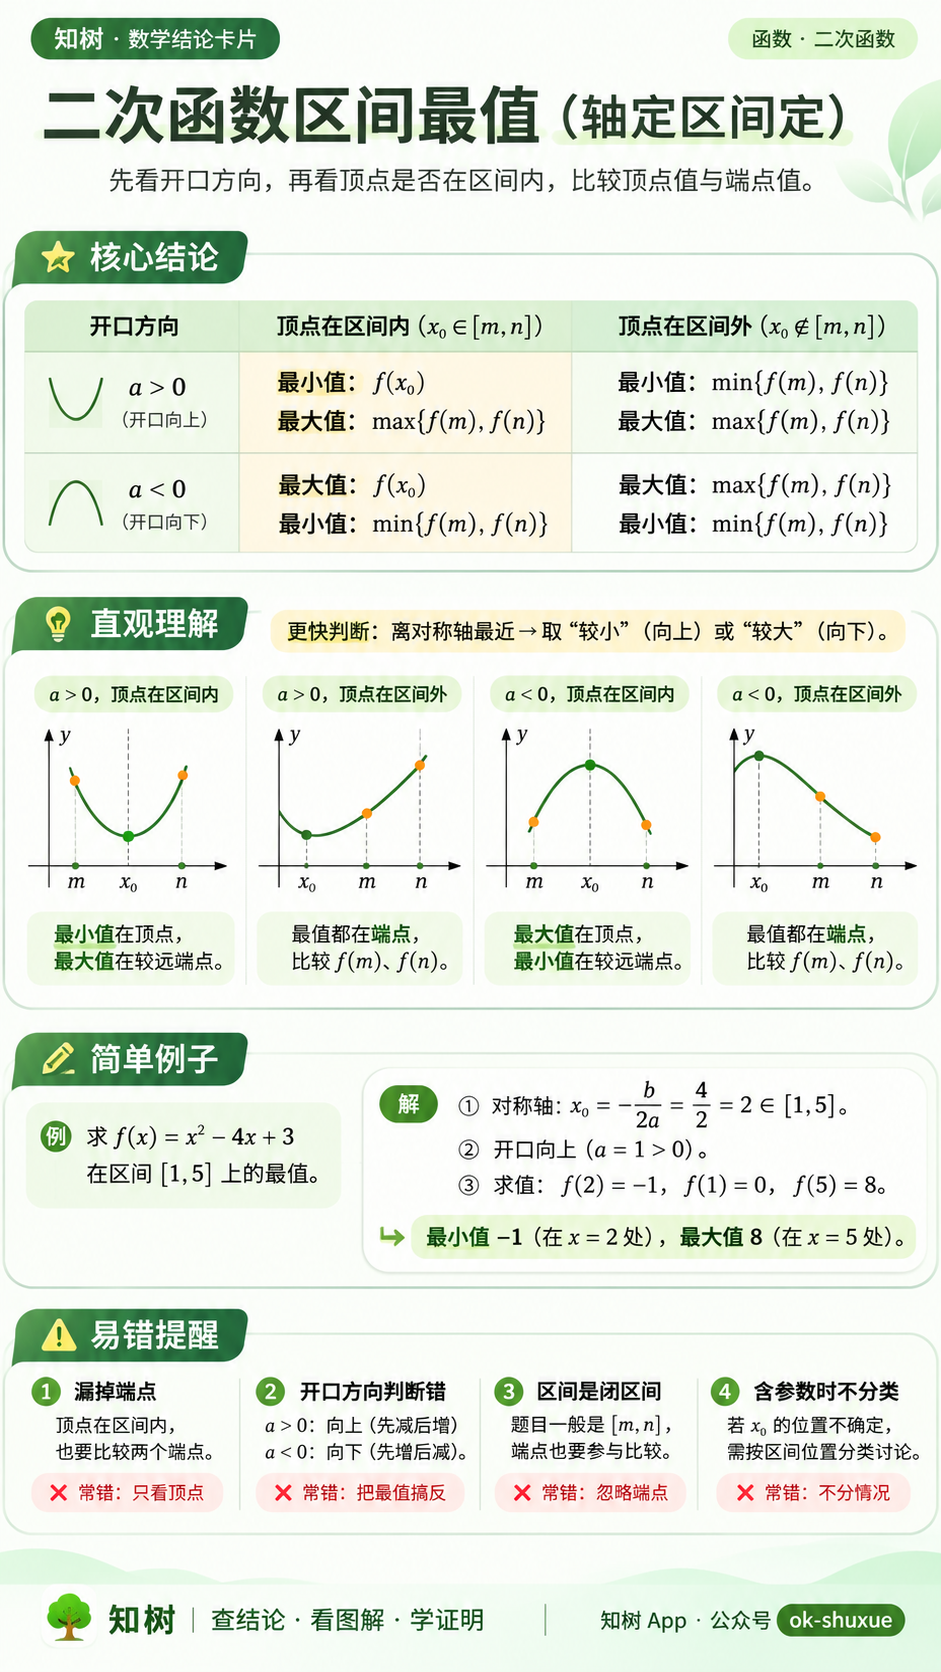 知树 · 数学结论卡片
函数 · 二次函数
二次函数区间最值（轴定区间定）
先看开口方向，再看顶点是否在区间内，比较顶点值与端点值。
核心结论
开口方向
顶点在区间内（x₀ ∈ [m, n]）
顶点在区间外（x₀ ∉ [m, n]）
a > 0
（开口向上）
最小值： f(x₀)
最大值： max{f(m), f(n)}
最小值： min{f(m), f(n)}
最大值： max{f(m), f(n)}
a < 0
（开口向下）
最大值： f(x₀)
最小值： min{f(m), f(n)}
最大值： max{f(m), f(n)}
最小值： min{f(m), f(n)}
直观理解
更快判断：离对称轴最近 → 取 “较小”（向上）或 “较大”（向下）。
a > 0，顶点在区间内
y
m x₀ n
最小值在顶点，
最大值在较远端点。
a > 0，顶点在区间外
y
x₀ m n
最值都在端点，
比较 f(m)、f(n)。
a < 0，顶点在区间内
y
m x₀ n
最大值在顶点，
最小值在较远端点。
a < 0，顶点在区间外
y
x₀ m n
最值都在端点，
比较 f(m)、f(n)。
简单例子
例 求 f(x) = x² − 4x + 3
在区间 [1, 5] 上的最值。
解
① 对称轴：x₀ = −b/2a = 4/2 = 2 ∈ [1, 5]。
② 开口向上（a = 1 > 0）。
③ 求值： f(2) = −1， f(1) = 0， f(5) = 8。
最小值 −1（在 x = 2 处），最大值 8（在 x = 5 处）。
易错提醒
1 漏掉端点
顶点在区间内，
也要比较两个端点。
常错：只看顶点
2 开口方向判断错
a > 0：向上（先减后增）
a < 0：向下（先增后减）。
常错：把最值搞反
3 区间是闭区间
题目一般是 [m, n]，
端点也要参与比较。
常错：忽略端点
4 含参数时不分类
若 x₀ 的位置不确定，
需按区间位置分类讨论。
常错：不分情况
知树
查结论 · 看图解 · 学证明
知树 App · 公众号 ok-shuxue